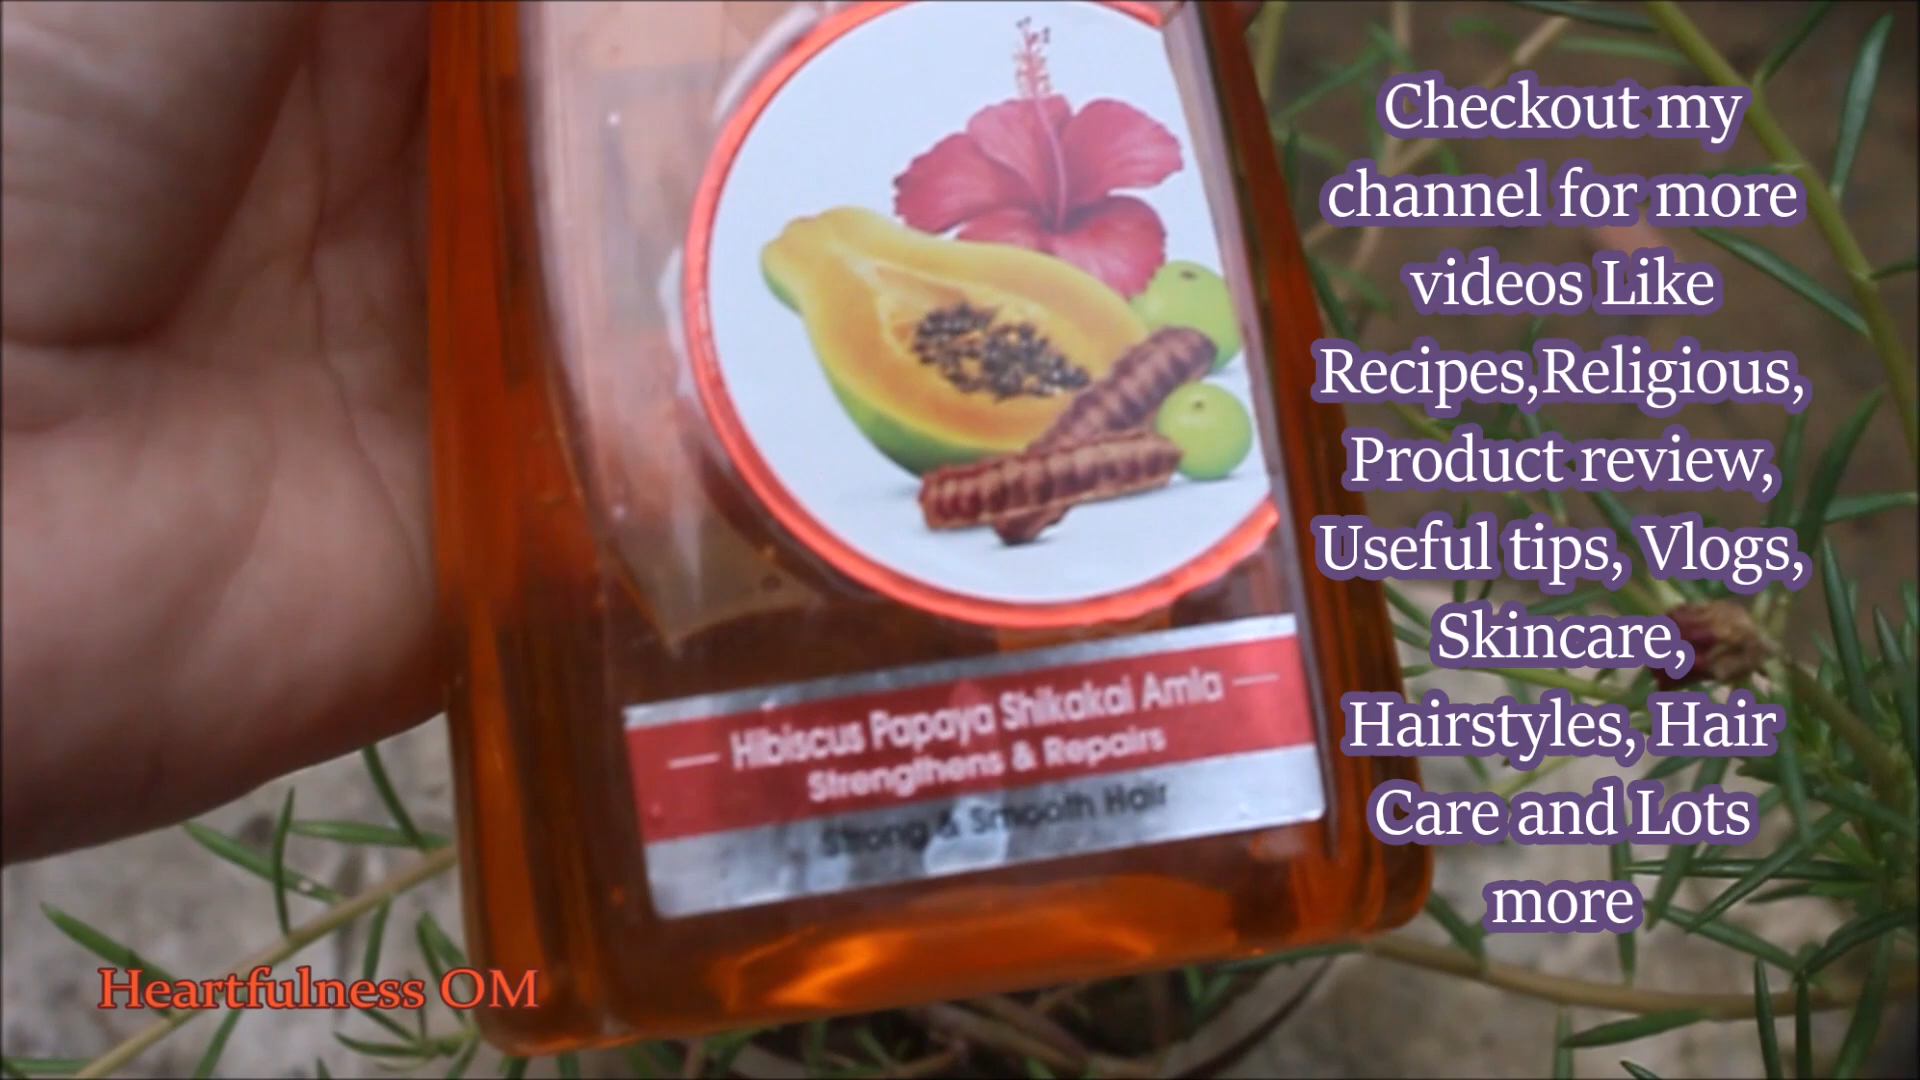 Checkout my
channel for more
videos Like
Recipes,Religious,
Product review,
Useful tips, Vlogs,
Skincare,
Hairstyles, Hair
Care and Lots
more
Hibiscus Papaya Shikakai Amla
Strengthens & Repairs
Strong & Smooth Hair
Heartfulness OM